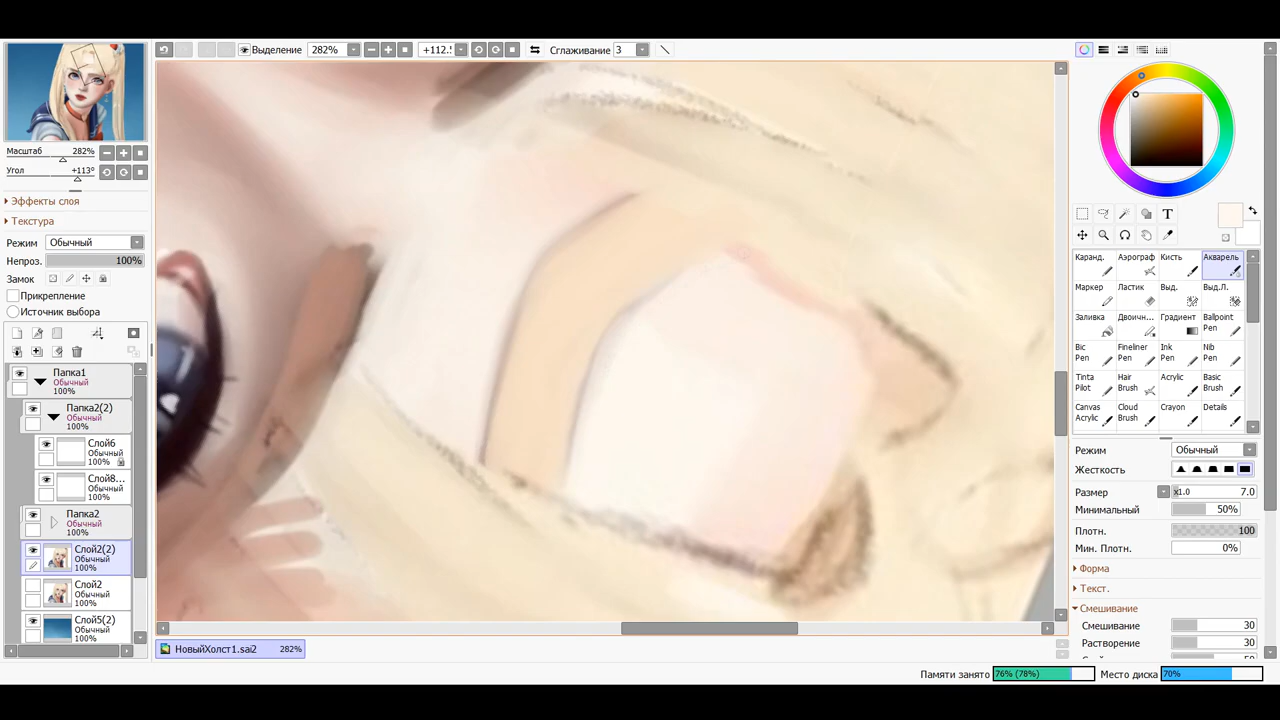 Выделение 282% +112.! Сглаживание 3
Масштаб 282%
Угол +113º
Эффекты слоя
Текстура
Режим Обычный
Непроз. 100%
Замок
Прикрепление
Источник выбора
Папка1
Обычный
100%
Папка2(2)
Обычный
100%
Слой6
Обычный
100%
Слой8...
Обычный
100%
Папка2
Обычный
100%
Слой2(2)
Обычный
100%
Слой2
Обычный
100%
Слой5(2)
Обычный
100%
T
Каранд. Аэрограф Кисть Акварель
Маркер Ластик Выд. Выд.Л.
Заливка Двоичн... Градиент Ballpoint Pen
Bic Pen Fineliner Pen Ink Pen Nib Pen
Tinta Pilot Hair Brush Acrylic Basic Brush
Canvas Acrylic Cloud Brush Crayon Details
Режим Обычный
Жесткость
Размер x1.0 7.0
Минимальный 50%
Плотн. 100
Мин. Плотн. 0%
Форма
Текст.
Смешивание
Смешивание 30
Растворение 30
НовыйХолст1.sai2 282%
Памяти занято 76% (78%) Место диска 70%